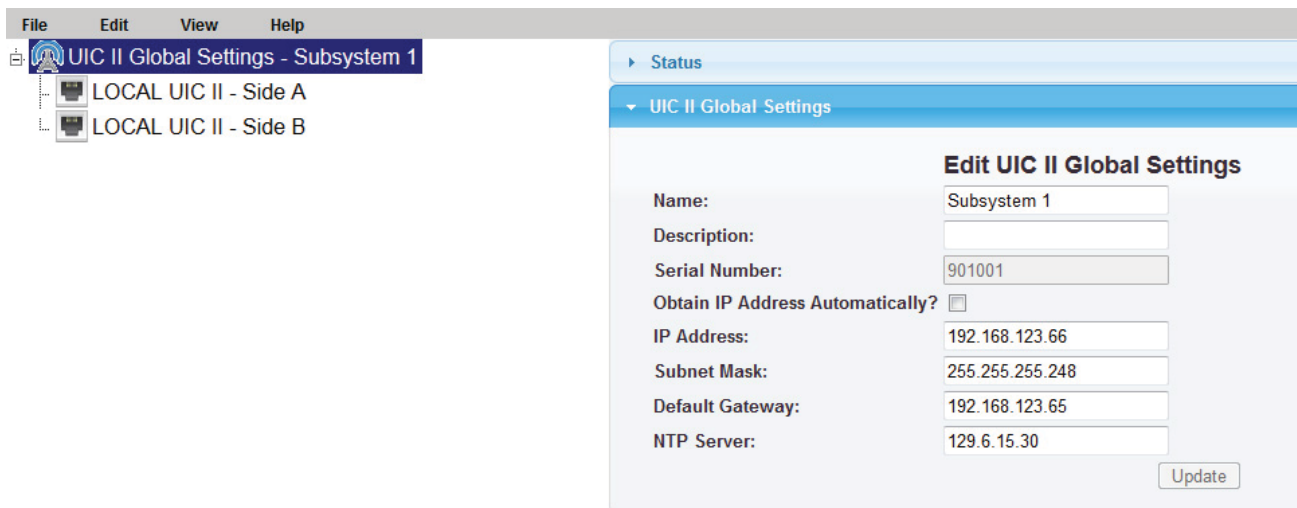 File Edit View Help
UIC II Global Settings - Subsystem 1
LOCAL UIC II - Side A
LOCAL UIC II - Side B
Status
UIC II Global Settings
Edit UIC II Global Settings
Name: Subsystem 1
Description:
Serial Number: 901001
Obtain IP Address Automatically?
IP Address: 192.168.123.66
Subnet Mask: 255.255.255.248
Default Gateway: 192.168.123.65
NTP Server: 129.6.15.30
Update